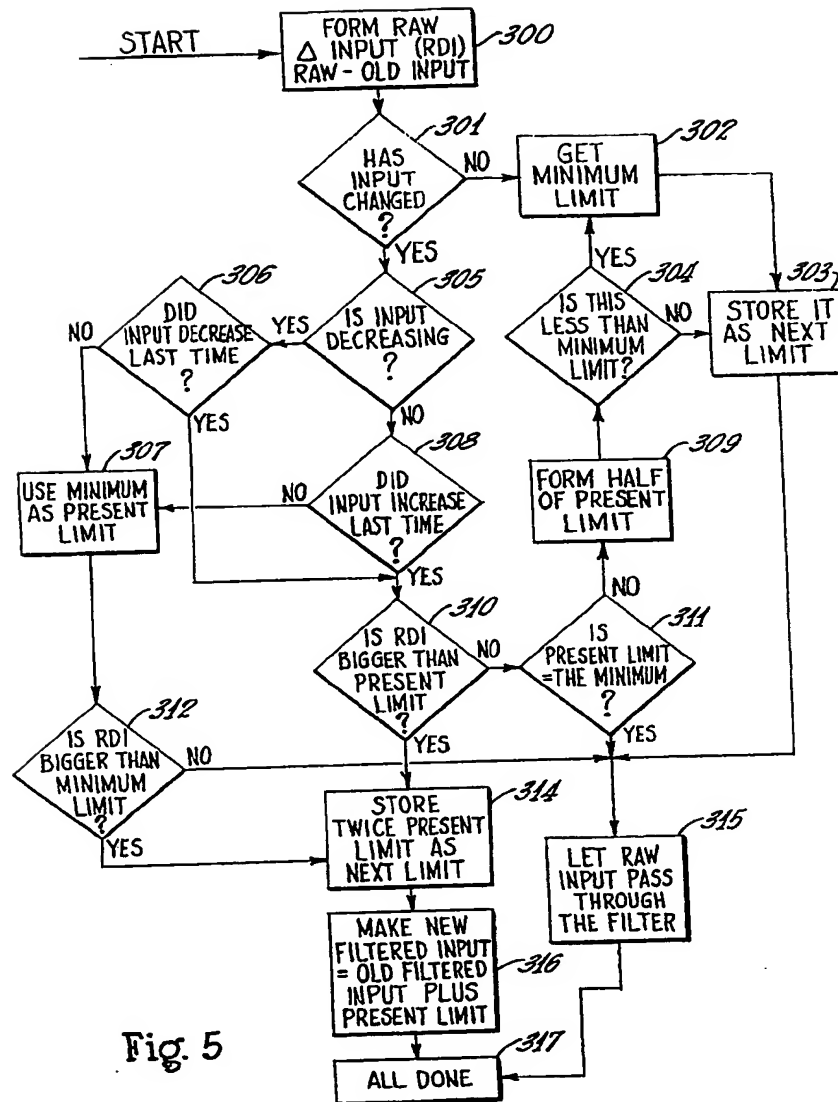 START
FORM RAW
Δ INPUT (RDI)
RAW - OLD INPUT
300
301
HAS
INPUT
CHANGED
?
NO
YES
302
GET
MINIMUM
LIMIT
303
STORE IT
AS NEXT
LIMIT
304
IS THIS
LESS THAN
MINIMUM
LIMIT?
YES
NO
305
IS INPUT
DECREASING
?
YES
NO
306
DID
INPUT DECREASE
LAST TIME
?
NO
YES
307
USE MINIMUM
AS PRESENT
LIMIT
308
DID
INPUT INCREASE
LAST TIME
?
NO
YES
309
FORM HALF
OF PRESENT
LIMIT
310
IS RDI
BIGGER THAN
PRESENT
LIMIT
?
NO
YES
311
IS
PRESENT LIMIT
=THE MINIMUM
?
NO
YES
312
IS RDI
BIGGER THAN
MINIMUM
LIMIT
?
NO
YES
314
STORE
TWICE PRESENT
LIMIT AS
NEXT LIMIT
315
LET RAW
INPUT PASS
THROUGH
THE FILTER
MAKE NEW
FILTERED INPUT
= OLD FILTERED
INPUT PLUS
PRESENT LIMIT
316
317
ALL DONE
Fig. 5